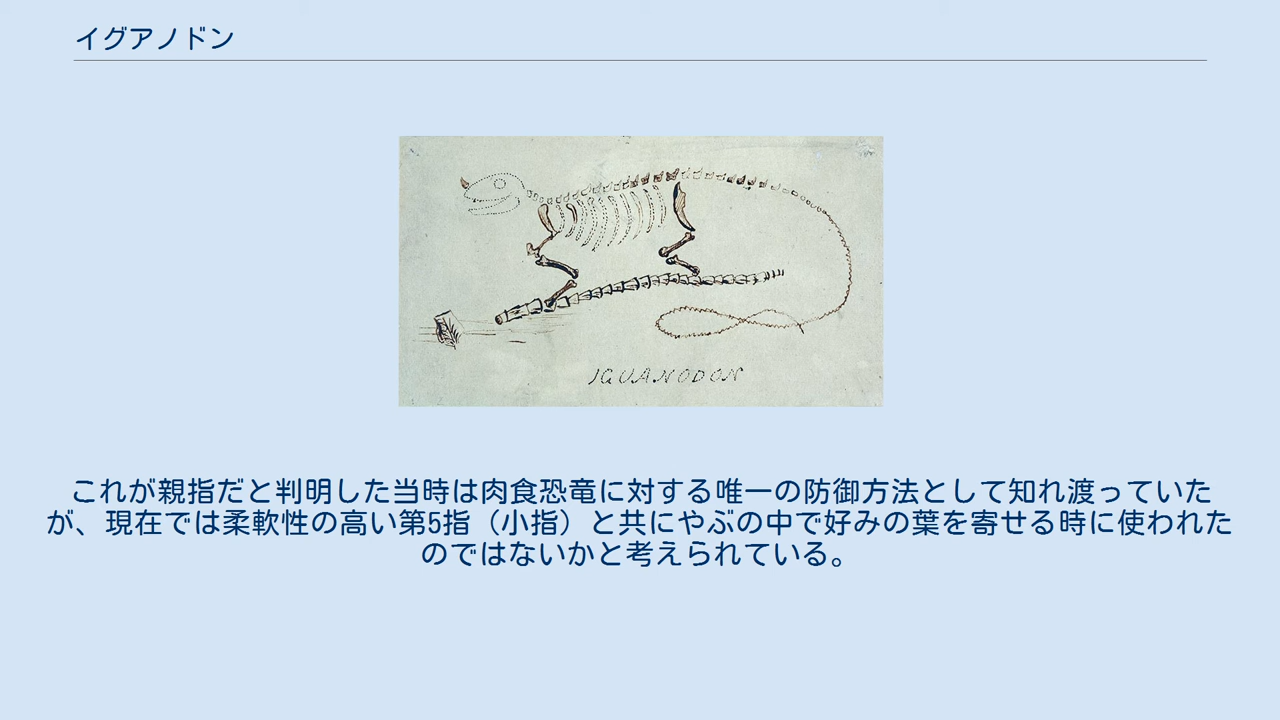 イグアノドン
IGUANODON
これが親指だと判明した当時は肉食恐竜に対する唯一の防御方法として知れ渡っていた
が、現在では柔軟性の高い第5指（小指）と共にやぶの中で好みの葉を寄せる時に使われた
のではないかと考えられている。